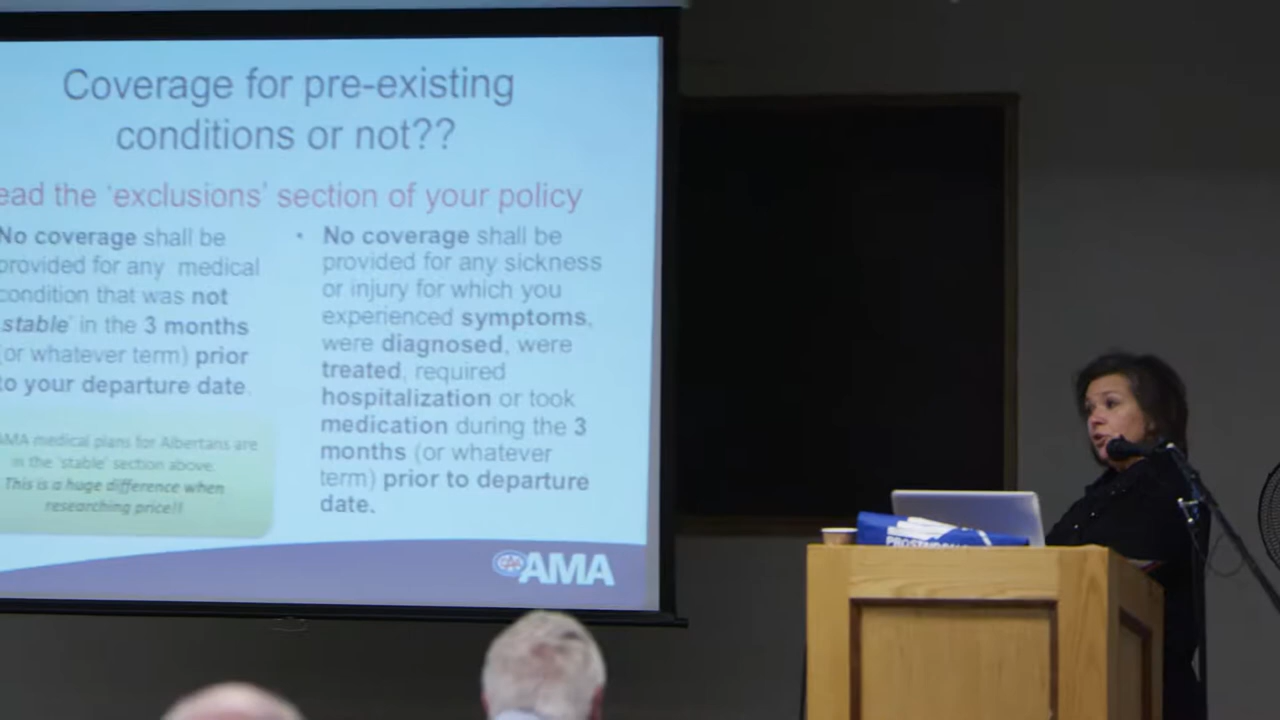 Coverage for pre-existing
conditions or not??
ead the 'exclusions' section of your policy
No coverage shall be
provided for any medical
condition that was not
stable' in the 3 months
(or whatever term) prior
to your departure date.
AMA medical plans for Albertans are
in the 'stable' section above.
This is a huge difference when
researching price!!
• No coverage shall be
provided for any sickness
or injury for which you
experienced symptoms,
were diagnosed, were
treated, required
hospitalization or took
medication during the 3
months (or whatever
term) prior to departure
date.
CAA AMA